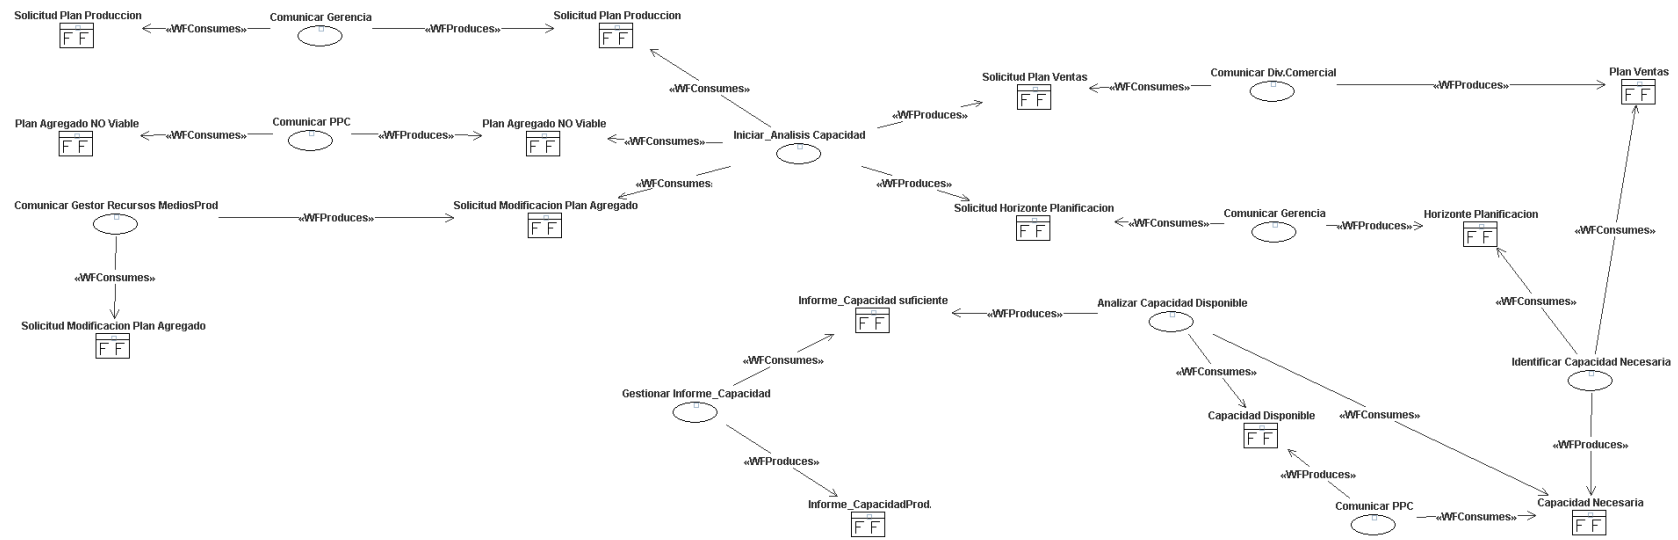 Solicitud Plan Produccion
F F
«WFConsumes»
Comunicar Gerencia
«WFProduces»
Solicitud Plan Produccion
F F
«WFConsumes»
Solicitud Plan Ventas
F F
«WFConsumes»
Comunicar Div.Comercial
«WFProduces»
Plan Ventas
F F
Plan Agregado NO Viable
F F
«WFConsumes»
Comunicar PPC
«WFProduces»
Plan Agregado NO Viable
F F
«WFConsumes»
Iniciar_Analisis Capacidad
«WFProduces»
«WFConsumes»
«WFProduces»
Comunicar Gestor Recursos MediosProd
«WFProduces»
Solicitud Modificacion Plan Agregado
F F
Solicitud Horizonte Planificacion
F F
«WFConsumes»
Comunicar Gerencia
«WFProduces»
Horizonte Planificacion
F F
«WFConsumes»
«WFConsumes»
Solicitud Modificacion Plan Agregado
F F
Informe_Capacidad suficiente
F F
«WFProduces»
Analizar Capacidad Disponible
«WFConsumes»
«WFConsumes»
«WFConsumes»
Identificar Capacidad Necesaria
Gestionar Informe_Capacidad
Capacidad Disponible
F F
«WFConsumes»
«WFProduces»
«WFProduces»
«WFProduces»
Informe_CapacidadProd.
F F
Comunicar PPC
«WFConsumes»
Capacidad Necesaria
F F